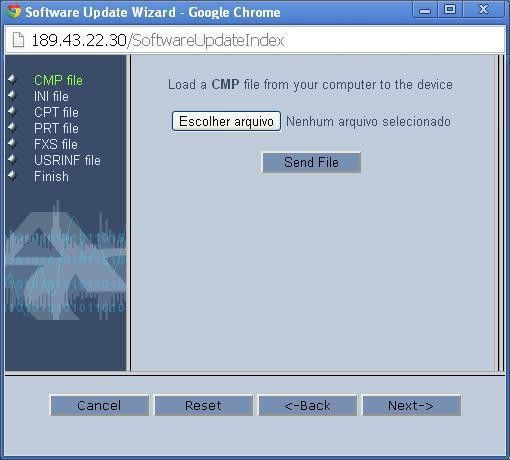 Software Update Wizard - Google Chrome
189.43.22.30/SoftwareUpdateIndex
CMP file
INI file
CPT file
PRT file
FXS file
USRINF file
Finish
Load a CMP file from your computer to the device
Escolher arquivo Nenhum arquivo selecionado
Send File
Cancel Reset <-Back Next->